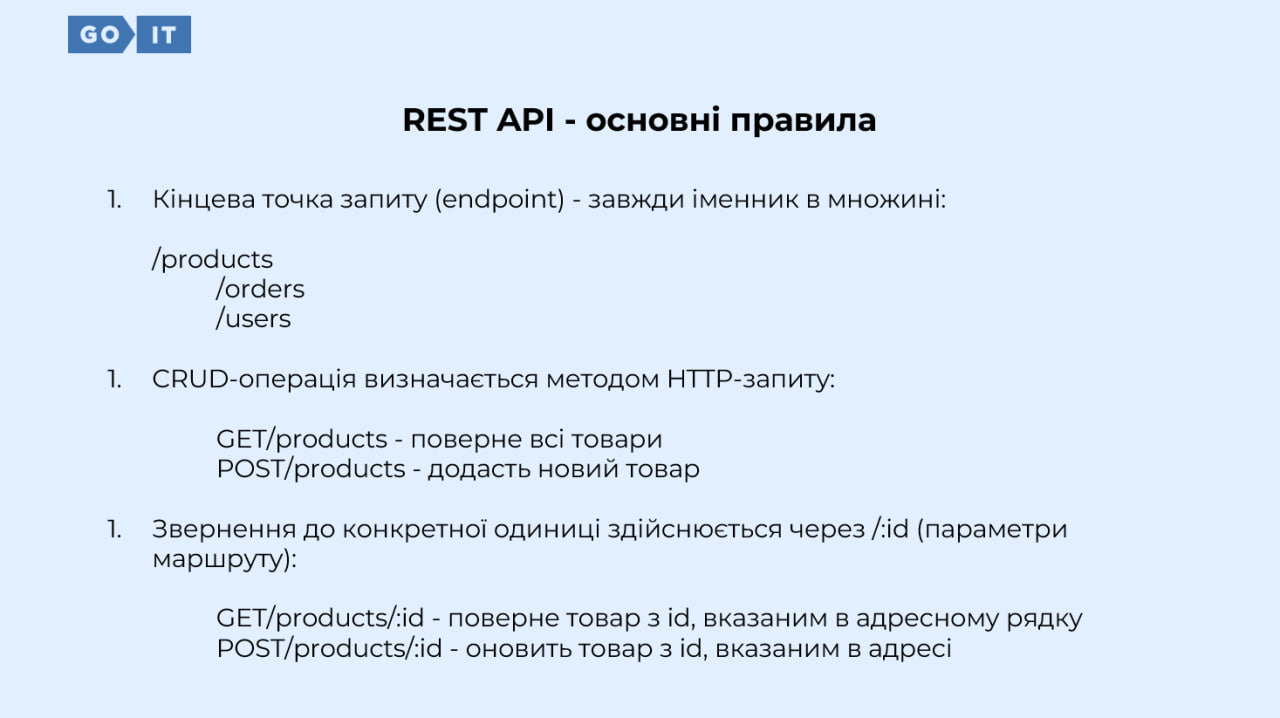 GO IT
REST API - основні правила
1. Кінцева точка запиту (endpoint) - завжди іменник в множині:
/products
/orders
/users
1. CRUD-операція визначається методом HTTP-запиту:
GET/products - поверне всі товари
POST/products - додасть новий товар
1. Звернення до конкретної одиниці здійснюється через /:id (параметри
маршруту):
GET/products/:id - поверне товар з id, вказаним в адресному рядку
POST/products/:id - оновить товар з id, вказаним в адресі